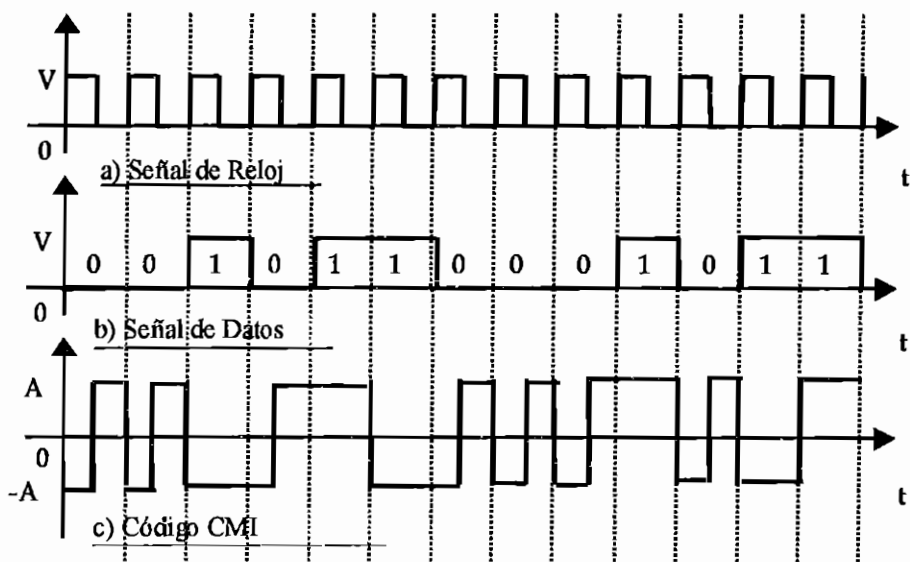 V
0
a) Señal de Reloj
t
V
0 0 1 0 1 1 0 0 0 1 0 1 1
0
b) Señal de Datos
t
A
0
-A
t
c) Código CMI